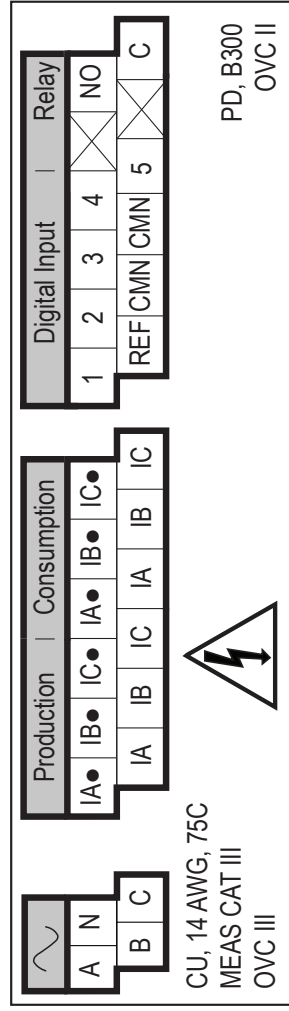 A N
B C
Production | Consumption
IA● IB● IC● IA● IB● IC●
IA IB IC IA IB IC
Digital Input | Relay
1 2 3 4 NO
REF CMN CMN 5 C
CU, 14 AWG, 75C
MEAS CAT III
OVC III
PD, B300
OVC II